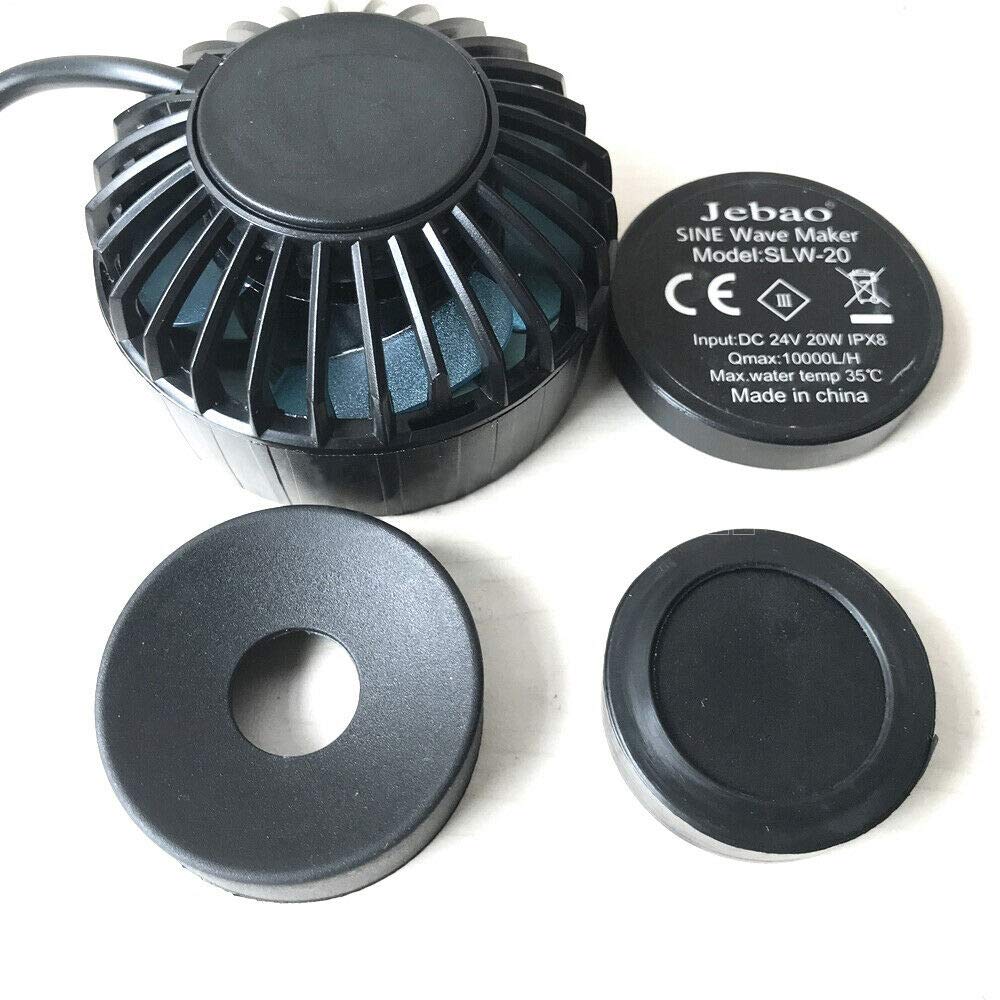 Jebao®
SINE Wave Maker
Model:SLW-20
CE III
Input:DC 24V 20W IPX8
Qmax:10000L/H
Max.water temp 35℃
Made in china